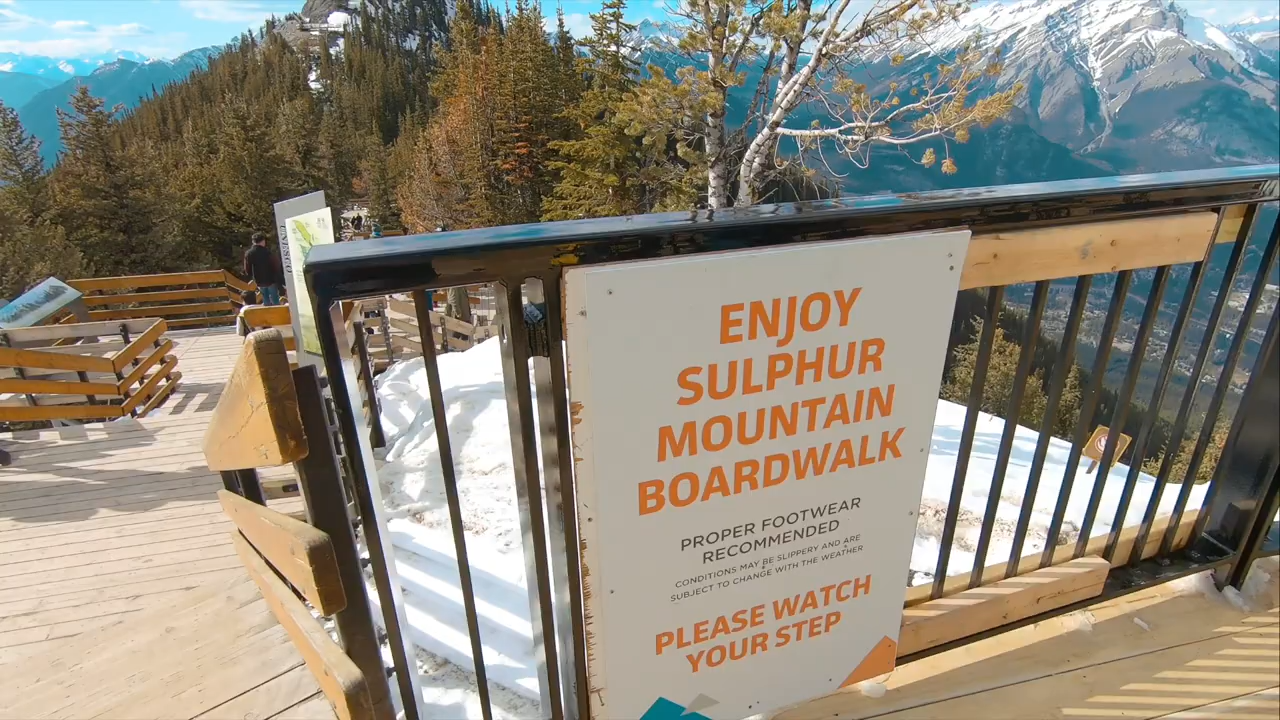 UNESCO
ENJOY
SULPHUR
MOUNTAIN
BOARDWALK
PROPER FOOTWEAR
RECOMMENDED
CONDITIONS MAY BE SLIPPERY AND ARE
SUBJECT TO CHANGE WITH THE WEATHER
PLEASE WATCH
YOUR STEP